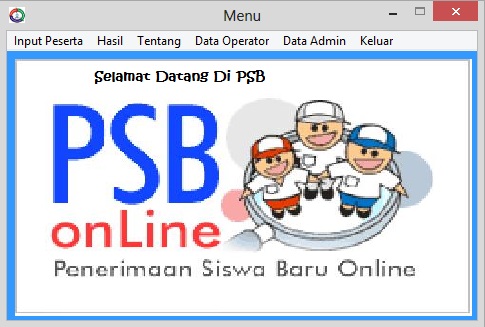 Menu
Input Peserta Hasil Tentang Data Operator Data Admin Keluar
Selamat Datang Di PSB
PSB
onLine
Penerimaan Siswa Baru Online